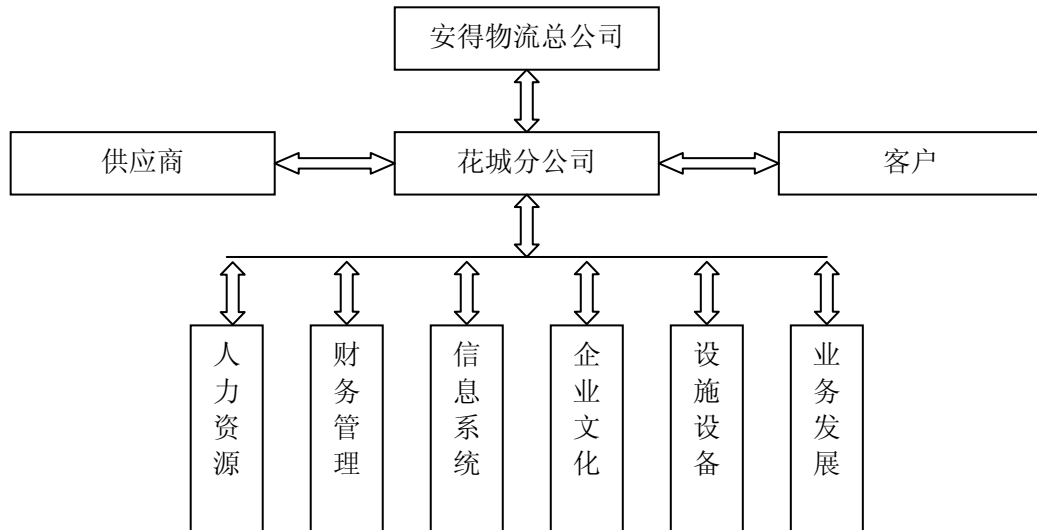 安得物流总公司
供应商
花城分公司
客户
人力资源
财务管理
信息系统
企业文化
设施设备
业务发展